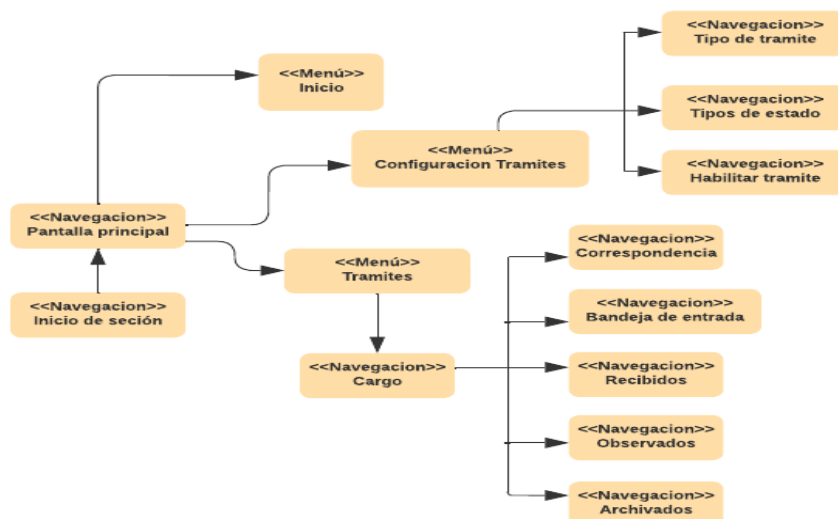 <<Navegacion>>
Tipo de tramite
<<Menú>>
Inicio
<<Navegacion>>
Tipos de estado
<<Menú>>
Configuracion Tramites
<<Navegacion>>
Habilitar tramite
<<Navegacion>>
Pantalla principal
<<Navegacion>>
Correspondencia
<<Menú>>
Tramites
<<Navegacion>>
Inicio de seción
<<Navegacion>>
Bandeja de entrada
<<Navegacion>>
Cargo
<<Navegacion>>
Recibidos
<<Navegacion>>
Observados
<<Navegacion>>
Archivados